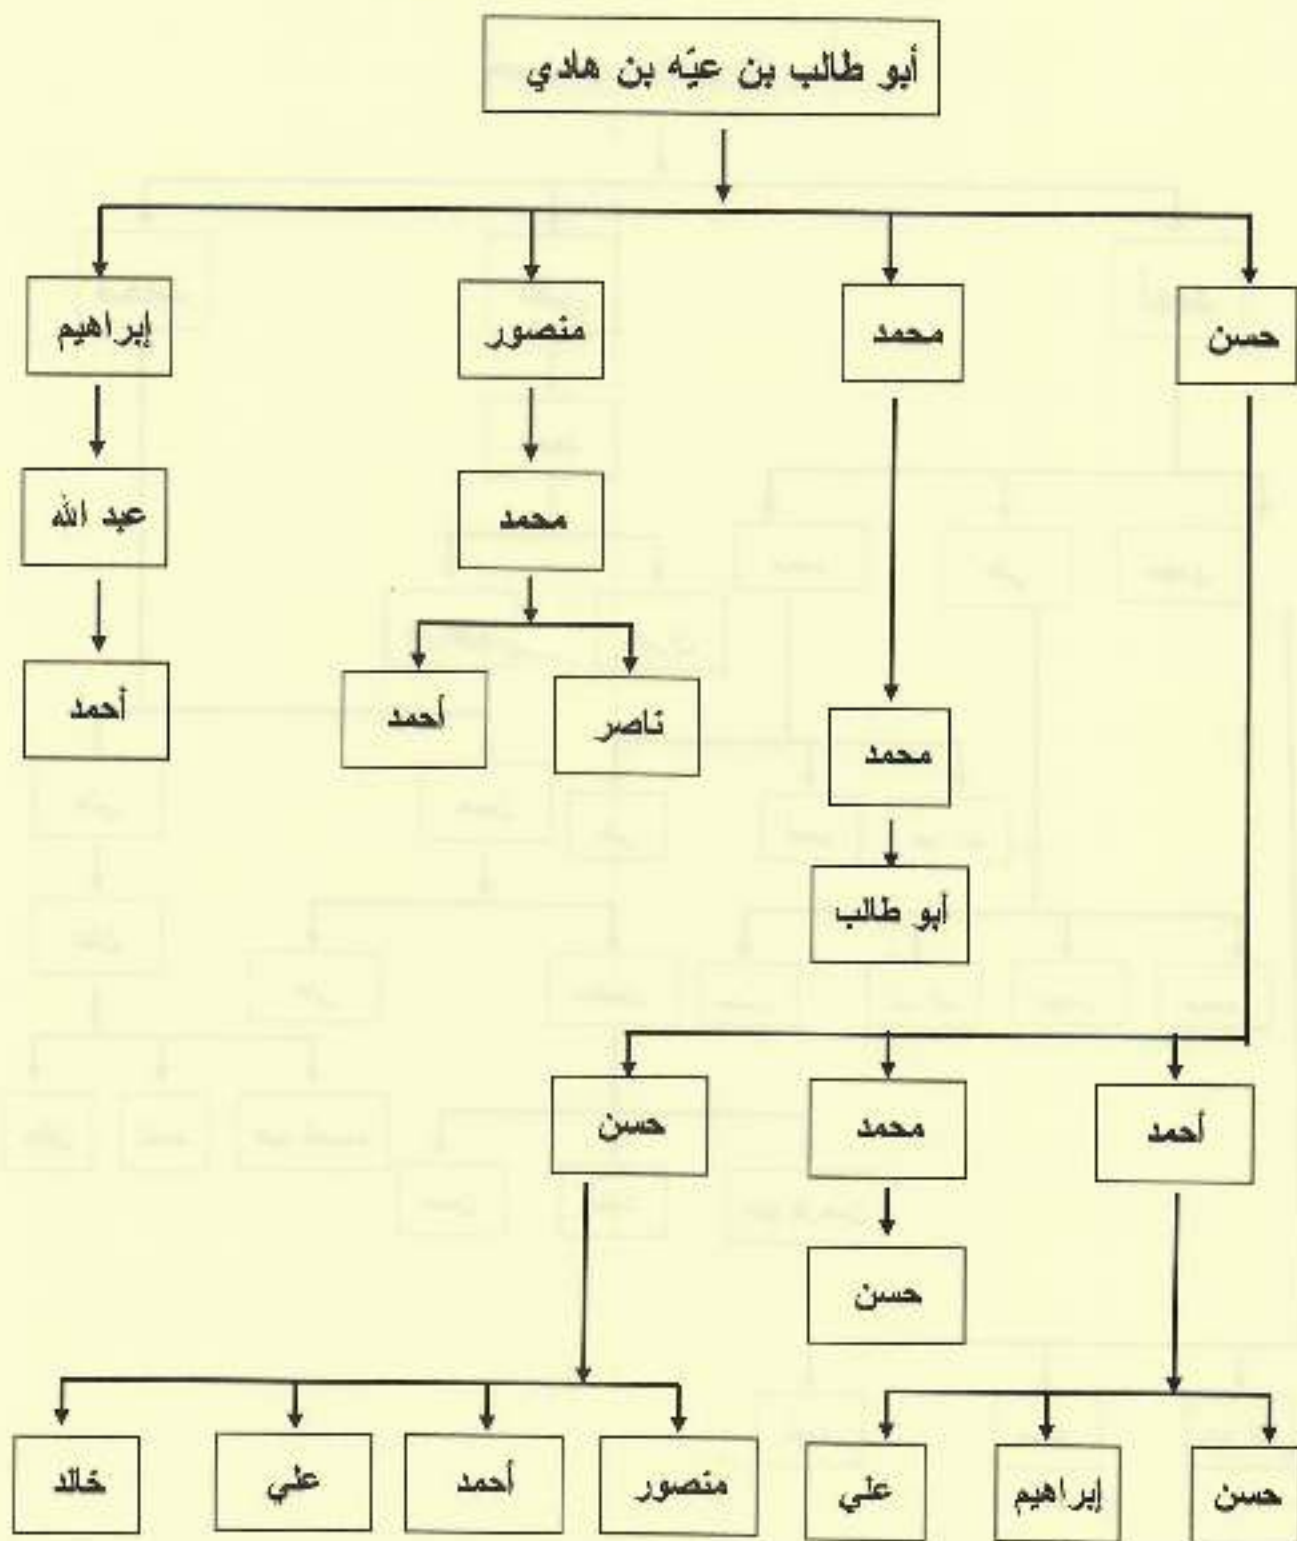 أبو طالب بن عيّه بن هادي
حسن
محمد
منصور
إبراهيم
محمد
عبد الله
ناصر
أحمد
أحمد
محمد
أبو طالب
أحمد
محمد
حسن
حسن
حسن
إبراهيم
علي
منصور
أحمد
علي
خالد